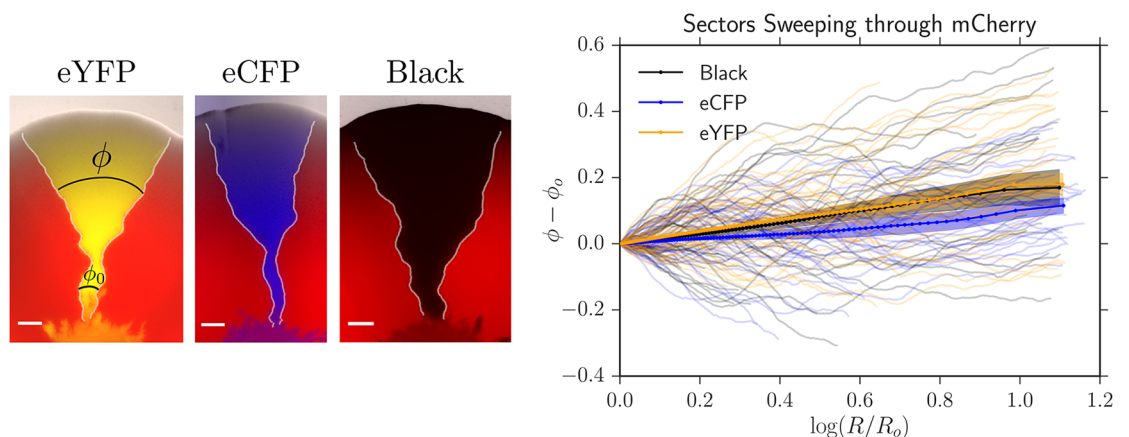 eYFP
eCFP
Black
ϕ
ϕ₀
Sectors Sweeping through mCherry
Black
eCFP
eYFP
ϕ − ϕₒ
0.6
0.4
0.2
0.0
−0.2
−0.4
0.0 0.2 0.4 0.6 0.8 1.0 1.2
log(R/Rₒ)